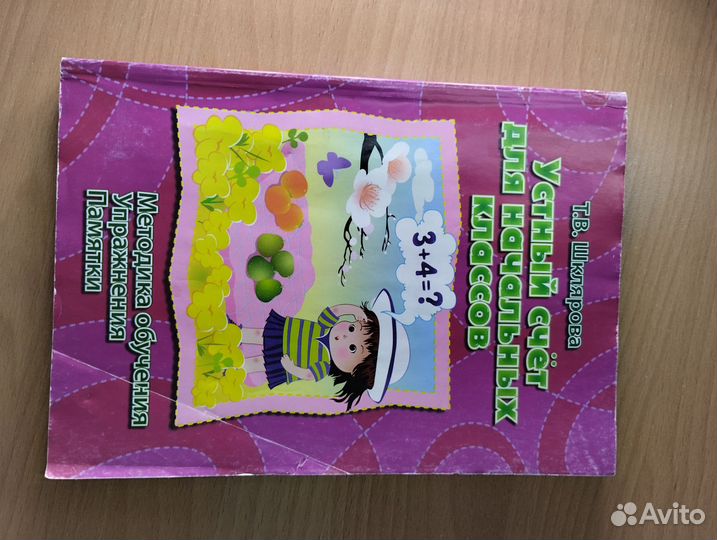 Т.В. Шклярова
Устный счёт
для начальных
классов
3+4=?
Методика обучения
Упражнения
Памятки
Avito